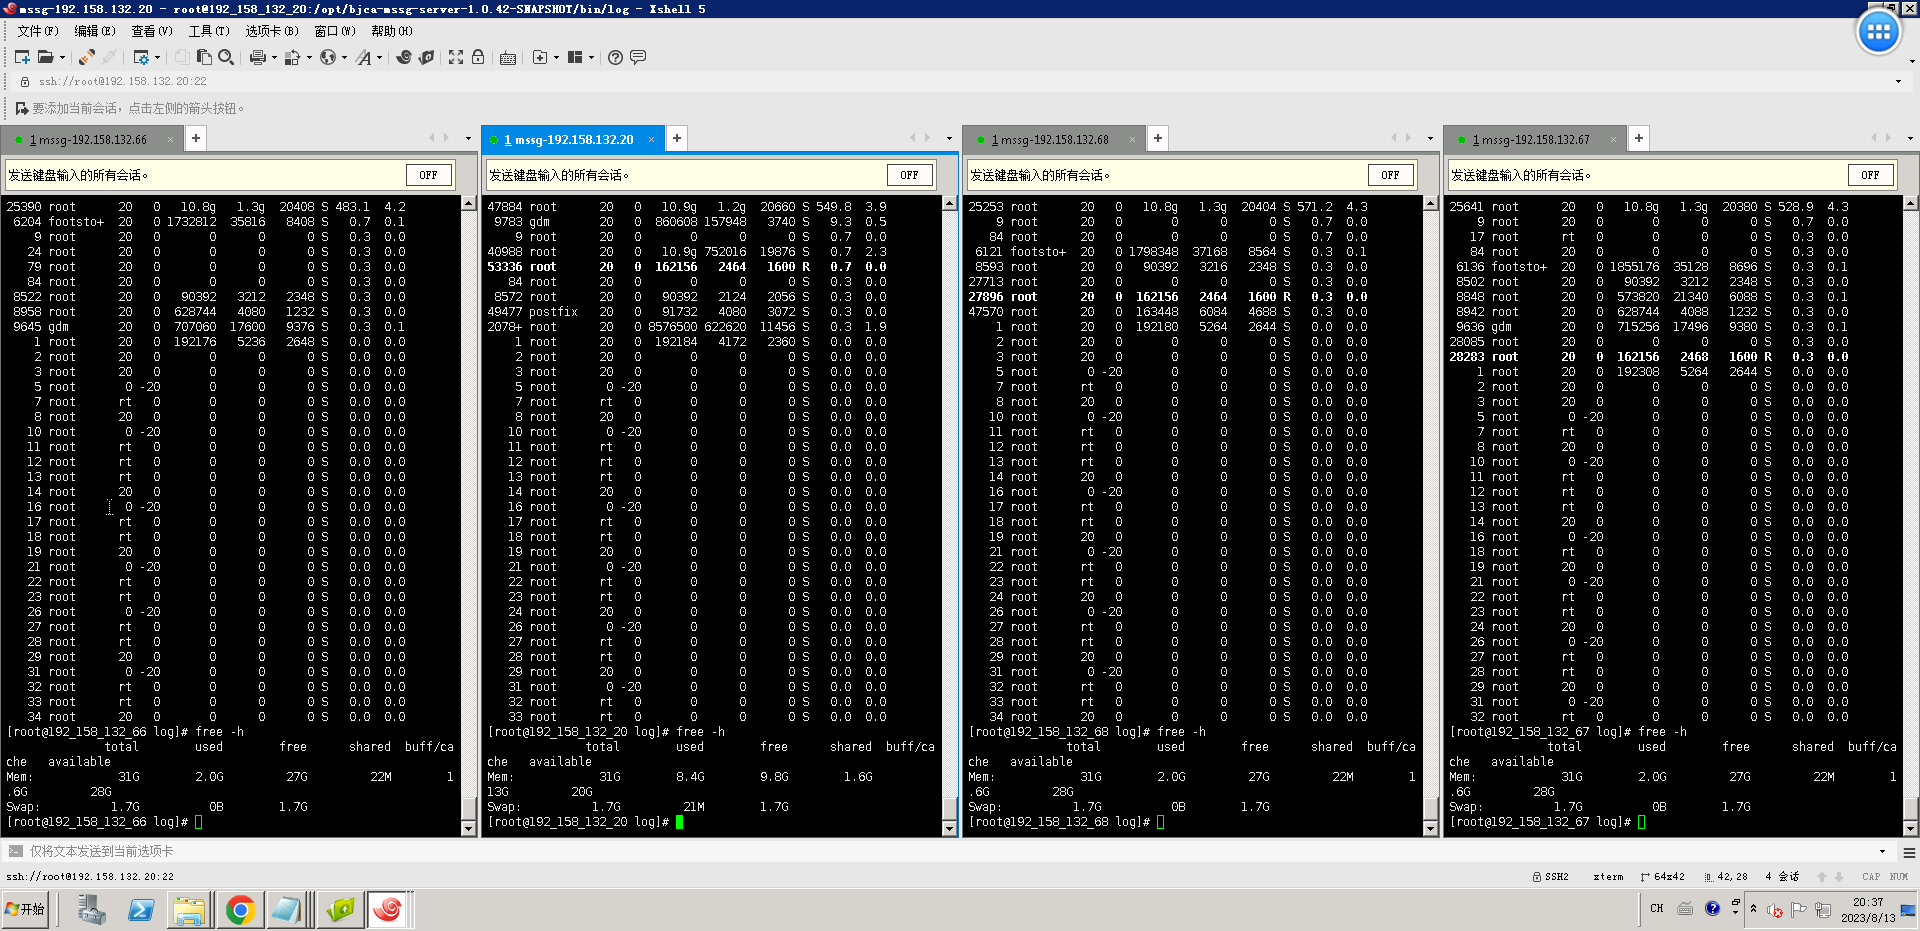 mssg-192.158.132.20 - root@192_158_132_20:/opt/bjca-mssg-server-1.0.42-SNAPSHOT/bin/log - Xshell 5
文件(F) 编辑(E) 查看(V) 工具(T) 选项卡(B) 窗口(W) 帮助(H)
ssh://root@192.158.132.20:22
要添加当前会话，点击左侧的箭头按钮。
1 mssg-192.158.132.66 × +
发送键盘输入的所有会话。 OFF
25390 root 20 0 10.8g 1.3g 20408 S 483.1 4.2
6204 footsto+ 20 0 1732812 35816 8408 S 0.7 0.1
9 root 20 0 0 0 0 S 0.3 0.0
24 root 20 0 0 0 0 S 0.3 0.0
79 root 20 0 0 0 0 S 0.3 0.0
84 root 20 0 0 0 0 S 0.3 0.0
8522 root 20 0 90392 3212 2348 S 0.3 0.0
8958 root 20 0 628744 4080 1232 S 0.3 0.0
9645 gdm 20 0 707060 17600 9376 S 0.3 0.1
1 root 20 0 192176 5236 2648 S 0.0 0.0
2 root 20 0 0 0 0 S 0.0 0.0
3 root 20 0 0 0 0 S 0.0 0.0
5 root 0 -20 0 0 0 S 0.0 0.0
7 root rt 0 0 0 0 S 0.0 0.0
8 root 20 0 0 0 0 S 0.0 0.0
10 root 0 -20 0 0 0 S 0.0 0.0
11 root rt 0 0 0 0 S 0.0 0.0
12 root rt 0 0 0 0 S 0.0 0.0
13 root rt 0 0 0 0 S 0.0 0.0
14 root 20 0 0 0 0 S 0.0 0.0
16 root 0 -20 0 0 0 S 0.0 0.0
17 root rt 0 0 0 0 S 0.0 0.0
18 root rt 0 0 0 0 S 0.0 0.0
19 root 20 0 0 0 0 S 0.0 0.0
21 root 0 -20 0 0 0 S 0.0 0.0
22 root rt 0 0 0 0 S 0.0 0.0
23 root rt 0 0 0 0 S 0.0 0.0
24 root 20 0 0 0 0 S 0.0 0.0
26 root 0 -20 0 0 0 S 0.0 0.0
27 root rt 0 0 0 0 S 0.0 0.0
28 root rt 0 0 0 0 S 0.0 0.0
29 root 20 0 0 0 0 S 0.0 0.0
31 root 0 -20 0 0 0 S 0.0 0.0
32 root rt 0 0 0 0 S 0.0 0.0
33 root rt 0 0 0 0 S 0.0 0.0
34 root 20 0 0 0 0 S 0.0 0.0
[root@192_158_132_66 log]# free -h
total used free shared buff/ca
che available
Mem: 31G 2.0G 27G 22M 1
.6G 28G
Swap: 1.7G 0B 1.7G
[root@192_158_132_66 log]#
1 mssg-192.158.132.20 × +
发送键盘输入的所有会话。 OFF
47884 root 20 0 10.9g 1.2g 20660 S 549.8 3.9
9783 gdm 20 0 860608 157948 3740 S 9.3 0.5
9 root 20 0 0 0 0 S 0.7 0.0
40988 root 20 0 10.9g 752016 19876 S 0.7 2.3
53336 root 20 0 162156 2464 1600 R 0.7 0.0
84 root 20 0 0 0 0 S 0.3 0.0
8572 root 20 0 90392 2124 2056 S 0.3 0.0
49477 postfix 20 0 91732 4080 3072 S 0.3 0.0
2078+ root 20 0 8576500 622620 11456 S 0.3 1.9
1 root 20 0 192184 4172 2360 S 0.0 0.0
2 root 20 0 0 0 0 S 0.0 0.0
3 root 20 0 0 0 0 S 0.0 0.0
5 root 0 -20 0 0 0 S 0.0 0.0
7 root rt 0 0 0 0 S 0.0 0.0
8 root 20 0 0 0 0 S 0.0 0.0
10 root 0 -20 0 0 0 S 0.0 0.0
11 root rt 0 0 0 0 S 0.0 0.0
12 root rt 0 0 0 0 S 0.0 0.0
13 root rt 0 0 0 0 S 0.0 0.0
14 root 20 0 0 0 0 S 0.0 0.0
16 root 0 -20 0 0 0 S 0.0 0.0
17 root rt 0 0 0 0 S 0.0 0.0
18 root rt 0 0 0 0 S 0.0 0.0
19 root 20 0 0 0 0 S 0.0 0.0
21 root 0 -20 0 0 0 S 0.0 0.0
22 root rt 0 0 0 0 S 0.0 0.0
23 root rt 0 0 0 0 S 0.0 0.0
24 root 20 0 0 0 0 S 0.0 0.0
26 root 0 -20 0 0 0 S 0.0 0.0
27 root rt 0 0 0 0 S 0.0 0.0
28 root rt 0 0 0 0 S 0.0 0.0
29 root 20 0 0 0 0 S 0.0 0.0
31 root 0 -20 0 0 0 S 0.0 0.0
32 root rt 0 0 0 0 S 0.0 0.0
33 root rt 0 0 0 0 S 0.0 0.0
[root@192_158_132_20 log]# free -h
total used free shared buff/ca
che available
Mem: 31G 8.4G 9.8G 1.6G
13G 20G
Swap: 1.7G 21M 1.7G
[root@192_158_132_20 log]#
1 mssg-192.158.132.68 × +
发送键盘输入的所有会话。 OFF
25253 root 20 0 10.8g 1.3g 20404 S 571.2 4.3
9 root 20 0 0 0 0 S 0.7 0.0
84 root 20 0 0 0 0 S 0.7 0.0
6121 footsto+ 20 0 1798348 37168 8564 S 0.3 0.1
8593 root 20 0 90392 3216 2348 S 0.3 0.0
27713 root 20 0 0 0 0 S 0.3 0.0
27896 root 20 0 162156 2464 1600 R 0.3 0.0
47570 root 20 0 163448 6084 4688 S 0.3 0.0
1 root 20 0 192180 5264 2644 S 0.0 0.0
2 root 20 0 0 0 0 S 0.0 0.0
3 root 20 0 0 0 0 S 0.0 0.0
5 root 0 -20 0 0 0 S 0.0 0.0
7 root rt 0 0 0 0 S 0.0 0.0
8 root 20 0 0 0 0 S 0.0 0.0
10 root 0 -20 0 0 0 S 0.0 0.0
11 root rt 0 0 0 0 S 0.0 0.0
12 root rt 0 0 0 0 S 0.0 0.0
13 root rt 0 0 0 0 S 0.0 0.0
14 root 20 0 0 0 0 S 0.0 0.0
16 root 0 -20 0 0 0 S 0.0 0.0
17 root rt 0 0 0 0 S 0.0 0.0
18 root rt 0 0 0 0 S 0.0 0.0
19 root 20 0 0 0 0 S 0.0 0.0
21 root 0 -20 0 0 0 S 0.0 0.0
22 root rt 0 0 0 0 S 0.0 0.0
23 root rt 0 0 0 0 S 0.0 0.0
24 root 20 0 0 0 0 S 0.0 0.0
26 root 0 -20 0 0 0 S 0.0 0.0
27 root rt 0 0 0 0 S 0.0 0.0
28 root rt 0 0 0 0 S 0.0 0.0
29 root 20 0 0 0 0 S 0.0 0.0
31 root 0 -20 0 0 0 S 0.0 0.0
32 root rt 0 0 0 0 S 0.0 0.0
33 root rt 0 0 0 0 S 0.0 0.0
34 root 20 0 0 0 0 S 0.0 0.0
[root@192_158_132_68 log]# free -h
total used free shared buff/ca
che available
Mem: 31G 2.0G 27G 22M 1
.6G 28G
Swap: 1.7G 0B 1.7G
[root@192_158_132_68 log]#
1 mssg-192.158.132.67 × +
发送键盘输入的所有会话。 OFF
25641 root 20 0 10.8g 1.3g 20380 S 528.9 4.3
9 root 20 0 0 0 0 S 0.7 0.0
17 root rt 0 0 0 0 S 0.3 0.0
84 root 20 0 0 0 0 S 0.3 0.0
6136 footsto+ 20 0 1855176 35128 8696 S 0.3 0.1
8502 root 20 0 90392 3212 2348 S 0.3 0.0
8848 root 20 0 573820 21340 6088 S 0.3 0.1
8942 root 20 0 628744 4088 1232 S 0.3 0.0
9636 gdm 20 0 715256 17496 9380 S 0.3 0.1
28085 root 20 0 0 0 0 S 0.3 0.0
28283 root 20 0 162156 2468 1600 R 0.3 0.0
1 root 20 0 192308 5264 2644 S 0.0 0.0
2 root 20 0 0 0 0 S 0.0 0.0
3 root 20 0 0 0 0 S 0.0 0.0
5 root 0 -20 0 0 0 S 0.0 0.0
7 root rt 0 0 0 0 S 0.0 0.0
8 root 20 0 0 0 0 S 0.0 0.0
10 root 0 -20 0 0 0 S 0.0 0.0
11 root rt 0 0 0 0 S 0.0 0.0
12 root rt 0 0 0 0 S 0.0 0.0
13 root rt 0 0 0 0 S 0.0 0.0
14 root 20 0 0 0 0 S 0.0 0.0
16 root 0 -20 0 0 0 S 0.0 0.0
18 root rt 0 0 0 0 S 0.0 0.0
19 root 20 0 0 0 0 S 0.0 0.0
21 root 0 -20 0 0 0 S 0.0 0.0
22 root rt 0 0 0 0 S 0.0 0.0
23 root rt 0 0 0 0 S 0.0 0.0
24 root 20 0 0 0 0 S 0.0 0.0
26 root 0 -20 0 0 0 S 0.0 0.0
27 root rt 0 0 0 0 S 0.0 0.0
28 root rt 0 0 0 0 S 0.0 0.0
29 root 20 0 0 0 0 S 0.0 0.0
31 root 0 -20 0 0 0 S 0.0 0.0
32 root rt 0 0 0 0 S 0.0 0.0
[root@192_158_132_67 log]# free -h
total used free shared buff/ca
che available
Mem: 31G 2.0G 27G 22M 1
.6G 28G
Swap: 1.7G 0B 1.7G
[root@192_158_132_67 log]#
仅将文本发送到当前选项卡
ssh://root@192.158.132.20:22 SSH2 xterm 64x42 42,28 4 会话 CAP NUM
开始 CH 20:37
2023/8/13